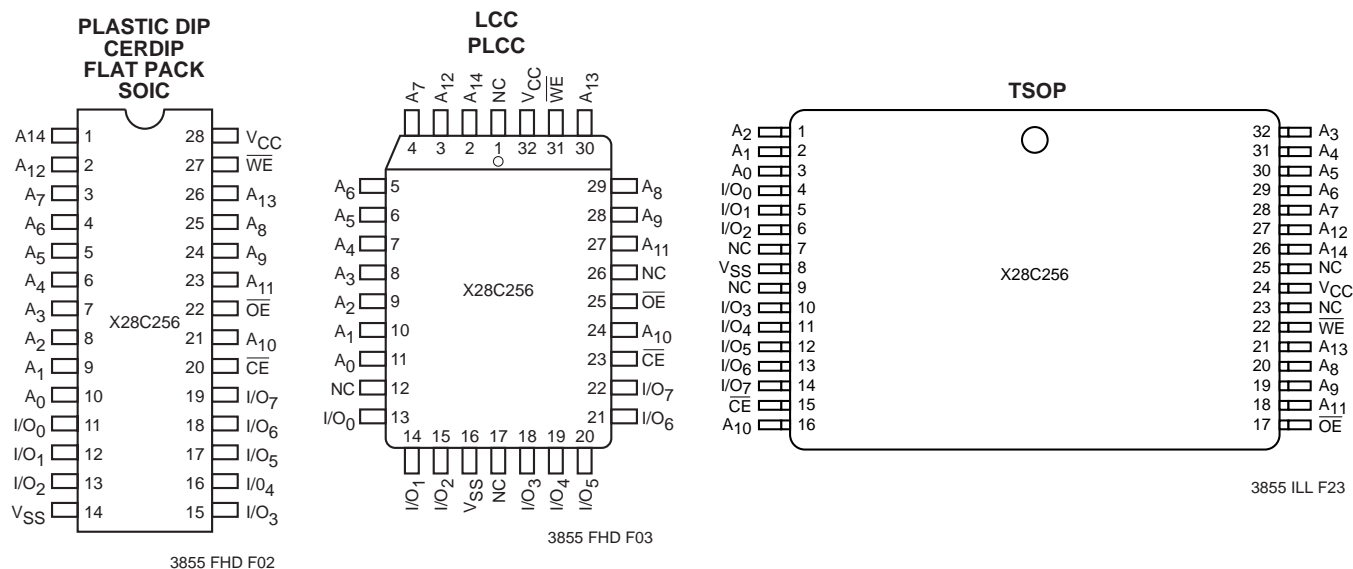 PLASTIC DIP
CERDIP
FLAT PACK
SOIC
A14 1 28 VCC
A12 2 27 WE
A7 3 26 A13
A6 4 25 A8
A5 5 24 A9
A4 6 23 A11
A3 7 22 OE
X28C256
A2 8 21 A10
A1 9 20 CE
A0 10 19 I/O7
I/O0 11 18 I/O6
I/O1 12 17 I/O5
I/O2 13 16 I/04
VSS 14 15 I/O3
3855 FHD F02
LCC
PLCC
A7 A12 A14 NC VCC WE A13
4 3 2 1 32 31 30
A6 5 29 A8
A5 6 28 A9
A4 7 27 A11
A3 8 26 NC
X28C256
A2 9 25 OE
A1 10 24 A10
A0 11 23 CE
NC 12 22 I/O7
I/O0 13 21 I/O6
14 15 16 17 18 19 20
I/O1 I/O2 VSS NC I/O3 I/O4 I/O5
3855 FHD F03
TSOP
A2 1 32 A3
A1 2 31 A4
A0 3 30 A5
I/O0 4 29 A6
I/O1 5 28 A7
I/O2 6 27 A12
NC 7 26 A14
VSS 8 25 NC
X28C256
NC 9 24 VCC
I/O3 10 23 NC
I/O4 11 22 WE
I/O5 12 21 A13
I/O6 13 20 A8
I/O7 14 19 A9
CE 15 18 A11
A10 16 17 OE
3855 ILL F23